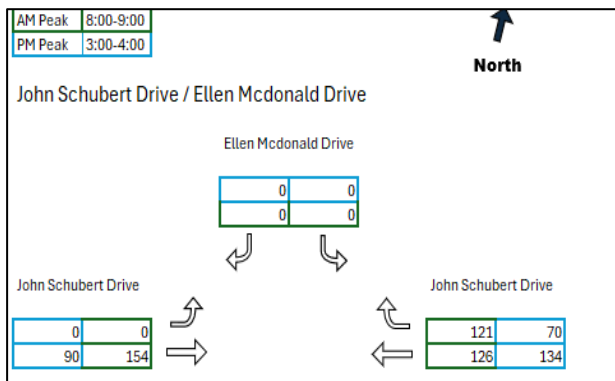 AM Peak 8:00-9:00
PM Peak 3:00-4:00
North
John Schubert Drive / Ellen Mcdonald Drive
Ellen Mcdonald Drive
0 0
0 0
John Schubert Drive John Schubert Drive
0 0 121 70
90 154 126 134